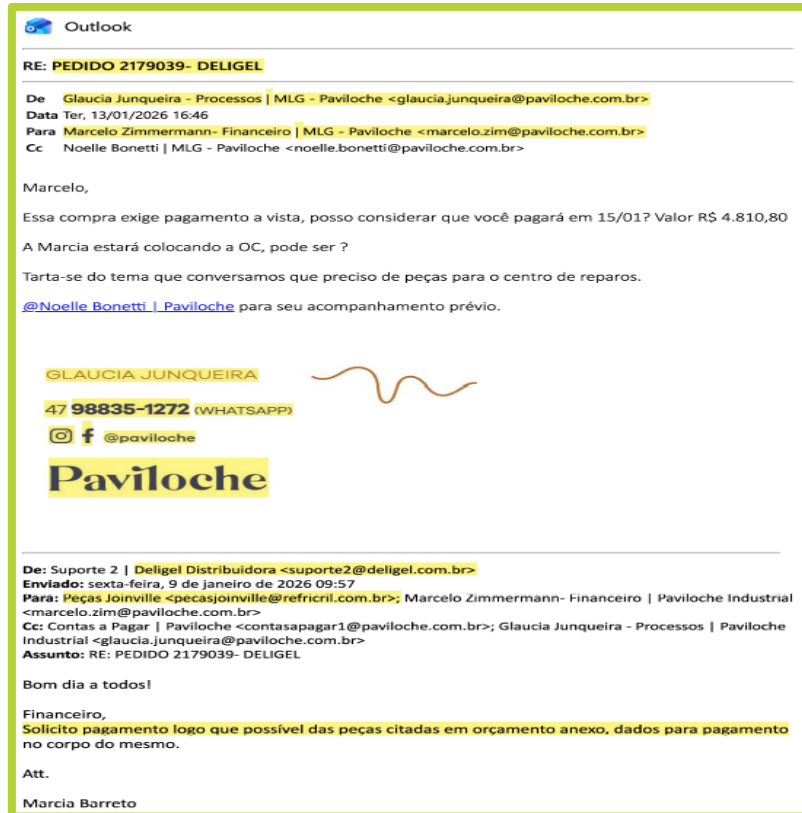 Outlook
RE: PEDIDO 2179039- DELIGEL
De Glaucia Junqueira - Processos | MLG - Paviloche <glaucia.junqueira@paviloche.com.br>
Data Ter, 13/01/2026 16:46
Para Marcelo Zimmermann- Financeiro | MLG - Paviloche <marcelo.zim@paviloche.com.br>
Cc Noelle Bonetti | MLG - Paviloche <noelle.bonetti@paviloche.com.br>
Marcelo,
Essa compra exige pagamento a vista, posso considerar que você pagará em 15/01? Valor R$ 4.810,80
A Marcia estará colocando a OC, pode ser ?
Tarta-se do tema que conversamos que preciso de peças para o centro de reparos.
@Noelle Bonetti | Paviloche para seu acompanhamento prévio.
GLAUCIA JUNQUEIRA
47 98835-1272 (WHATSAPP)
@paviloche
Paviloche
De: Suporte 2 | Deligel Distribuidora <suporte2@deligel.com.br>
Enviado: sexta-feira, 9 de janeiro de 2026 09:57
Para: Peças Joinville <pecasjoinville@refricril.com.br>; Marcelo Zimmermann- Financeiro | Paviloche Industrial
<marcelo.zim@paviloche.com.br>
Cc: Contas a Pagar | Paviloche <contasapagar1@paviloche.com.br>; Glaucia Junqueira - Processos | Paviloche
Industrial <glaucia.junqueira@paviloche.com.br>
Assunto: RE: PEDIDO 2179039- DELIGEL
Bom dia a todos!
Financeiro,
Solicito pagamento logo que possível das peças citadas em orçamento anexo, dados para pagamento
no corpo do mesmo.
Att.
Marcia Barreto